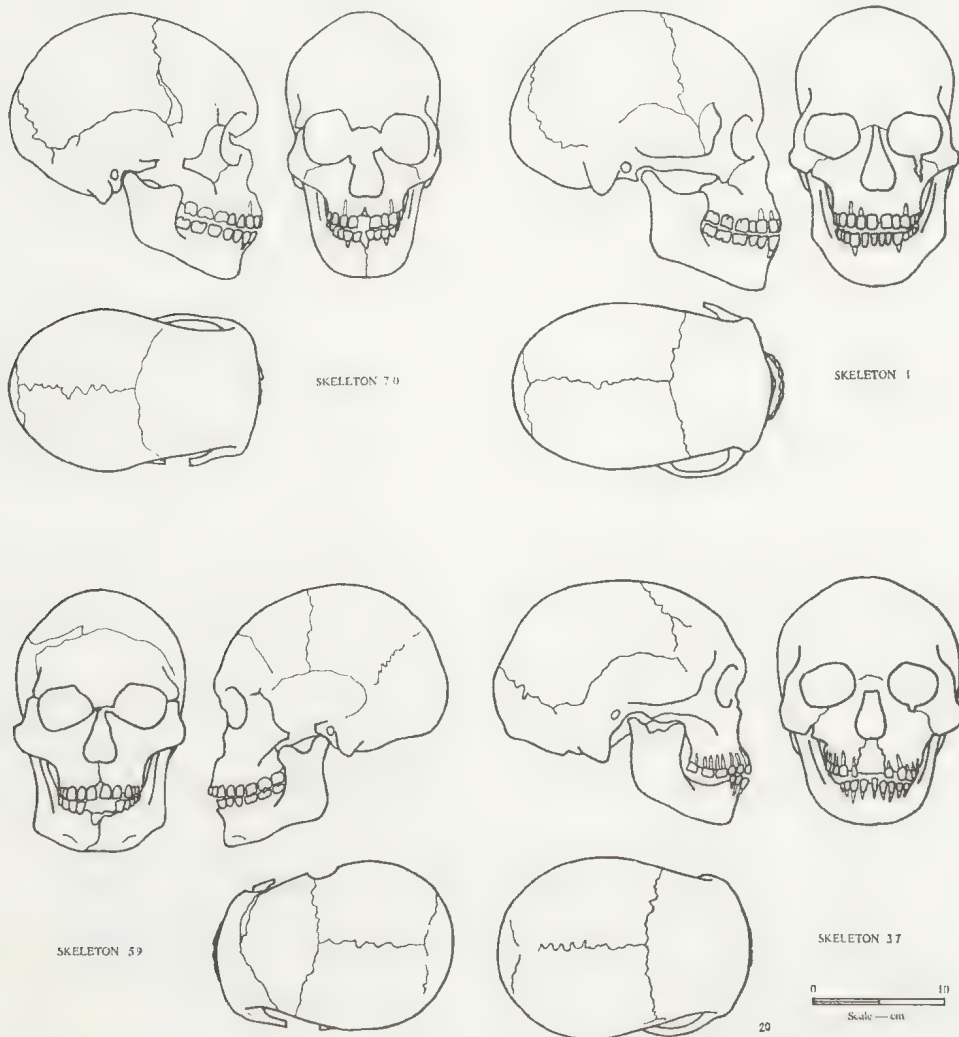 SKELETON 70
SKELETON 1
SKELETON 59
SKELETON 37
0 10
Scale — cm
29